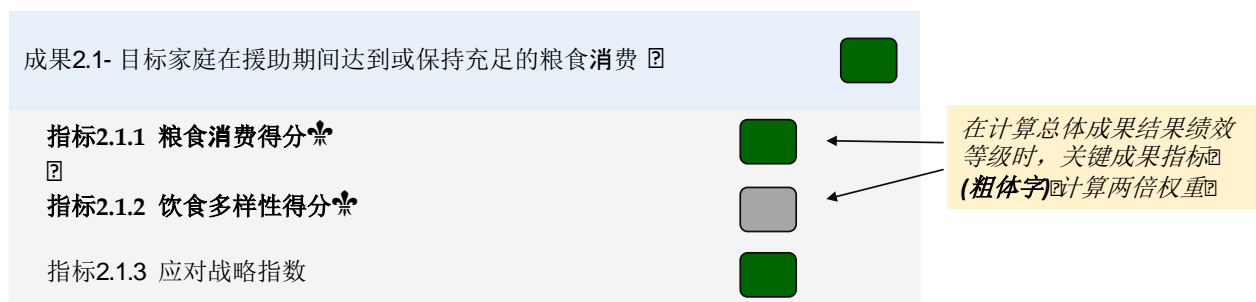 成果2.1- 目标家庭在援助期间达到或保持充足的粮食消费
指标2.1.1 粮食消费得分⚜
指标2.1.2 饮食多样性得分⚜
指标2.1.3 应对战略指数
在计算总体成果结果绩效
等级时，关键成果指标
(粗体字)计算两倍权重